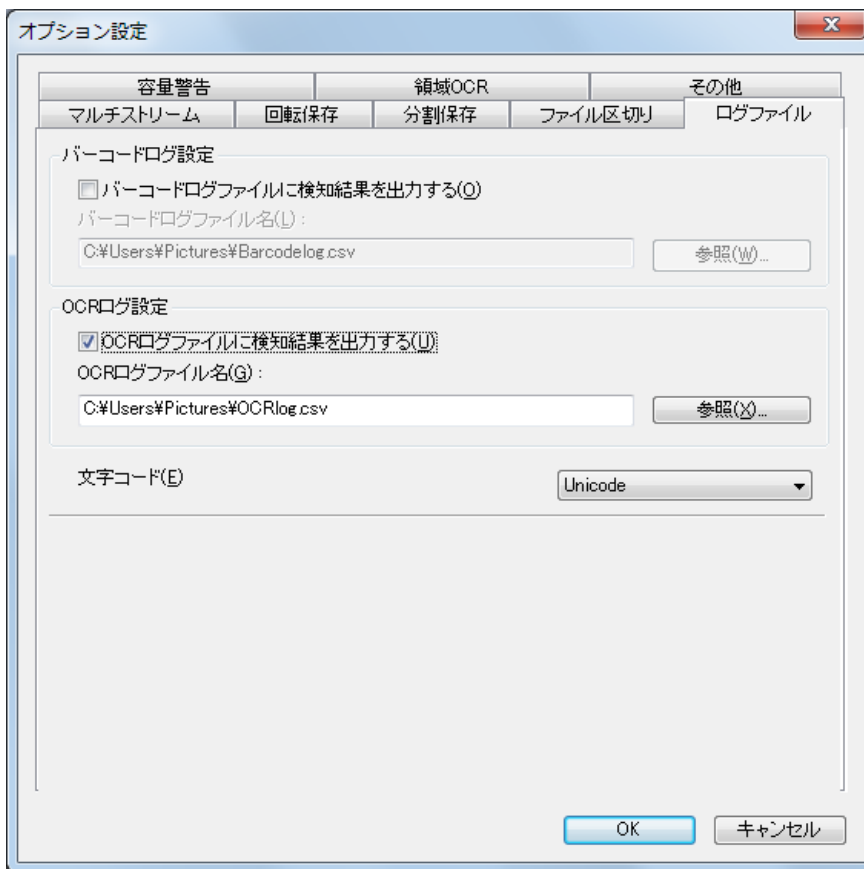 オプション設定
容量警告 領域OCR その他
マルチストリーム 回転保存 分割保存 ファイル区切り ログファイル
バーコードログ設定
バーコードログファイルに検知結果を出力する(O)
バーコードログファイル名(L):
C:¥Users¥Pictures¥Barcodelog.csv 参照(W)...
OCRログ設定
OCRログファイルに検知結果を出力する(U)
OCRログファイル名(G):
C:¥Users¥Pictures¥OCRlog.csv 参照(X)...
文字コード(E) Unicode
OK キャンセル